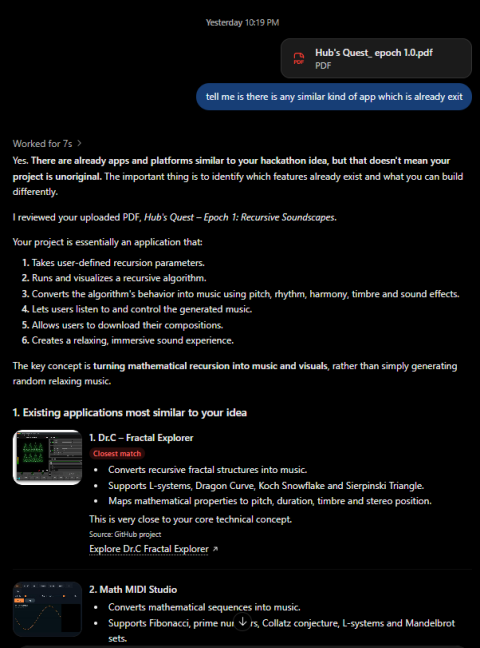 Yesterday 10:19 PM
Hub's Quest_ epoch 1.0.pdf
PDF
PDF
tell me is there is any similar kind of app which is already exit
Worked for 7s >
Yes. There are already apps and platforms similar to your hackathon idea, but that doesn't mean your
project is unoriginal. The important thing is to identify which features already exist and what you can build
differently.
I reviewed your uploaded PDF, Hub's Quest – Epoch 1: Recursive Soundscapes.
Your project is essentially an application that:
1. Takes user-defined recursion parameters.
2. Runs and visualizes a recursive algorithm.
3. Converts the algorithm's behavior into music using pitch, rhythm, harmony, timbre and sound effects.
4. Lets users listen to and control the generated music.
5. Allows users to download their compositions.
6. Creates a relaxing, immersive sound experience.
The key concept is turning mathematical recursion into music and visuals, rather than simply generating
random relaxing music.
1. Existing applications most similar to your idea
1. Dr.C – Fractal Explorer
Closest match
• Converts recursive fractal structures into music.
• Supports L-systems, Dragon Curve, Koch Snowflake and Sierpinski Triangle.
• Maps mathematical properties to pitch, duration, timbre and stereo position.
This is very close to your core technical concept.
Source: GitHub project
Explore Dr.C Fractal Explorer ↗
2. Math MIDI Studio
• Converts mathematical sequences into music.
• Supports Fibonacci, prime Collatz conjecture, L-systems and Mandelbrot
sets.